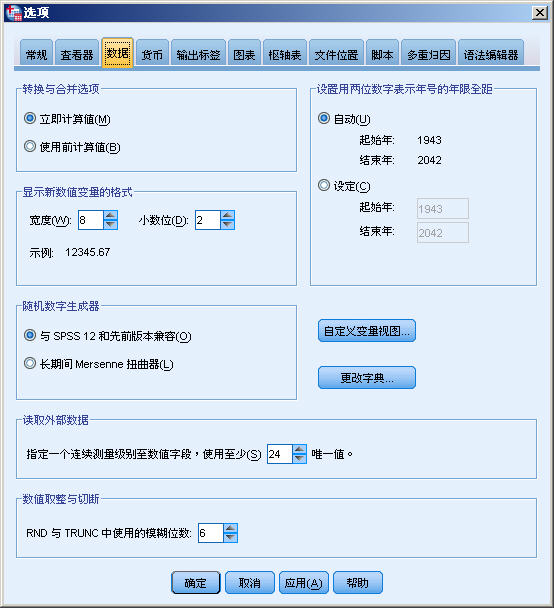 选项
常规 查看器 数据 货币 输出标签 图表 枢轴表 文件位置 脚本 多重归因 语法编辑器
转换与合并选项
立即计算值(M)
使用前计算值(B)
显示新数值变量的格式
宽度(W): 8 小数位(D): 2
示例: 12345.67
设置用两位数字表示年号的年限全距
自动(U)
起始年: 1943
结束年: 2042
设定(C)
起始年: 1943
结束年: 2042
随机数字生成器
与 SPSS 12 和先前版本兼容(O)
长期间 Mersenne 扭曲器(L)
自定义变量视图...
更改字典...
读取外部数据
指定一个连续测量级别至数值字段,使用至少(S) 24 唯一值。
数值取整与切断
RND 与 TRUNC 中使用的模糊位数: 6
确定 取消 应用(A) 帮助